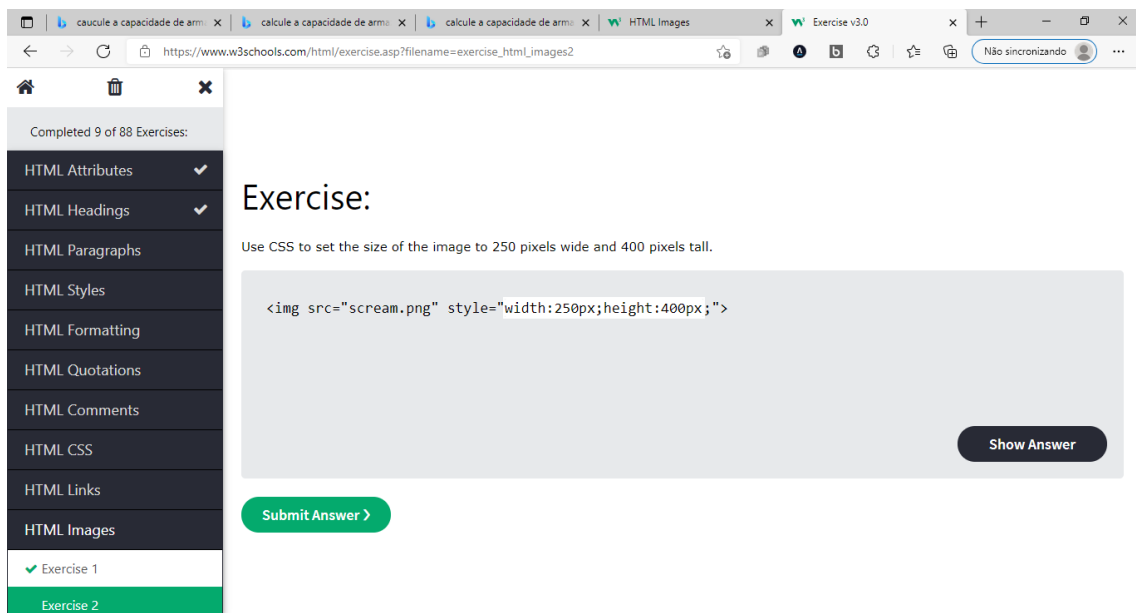 caucule a capacidade de arm
calcule a capacidade de arma
calcule a capacidade de arma
HTML Images
Exercise v3.0
https://www.w3schools.com/html/exercise.asp?filename=exercise_html_images2
Não sincronizando
Completed 9 of 88 Exercises:
HTML Attributes
HTML Headings
HTML Paragraphs
HTML Styles
HTML Formatting
HTML Quotations
HTML Comments
HTML CSS
HTML Links
HTML Images
Exercise 1
Exercise 2
Exercise:
Use CSS to set the size of the image to 250 pixels wide and 400 pixels tall.
<img src="scream.png" style="width:250px;height:400px;">
Show Answer
Submit Answer ❯